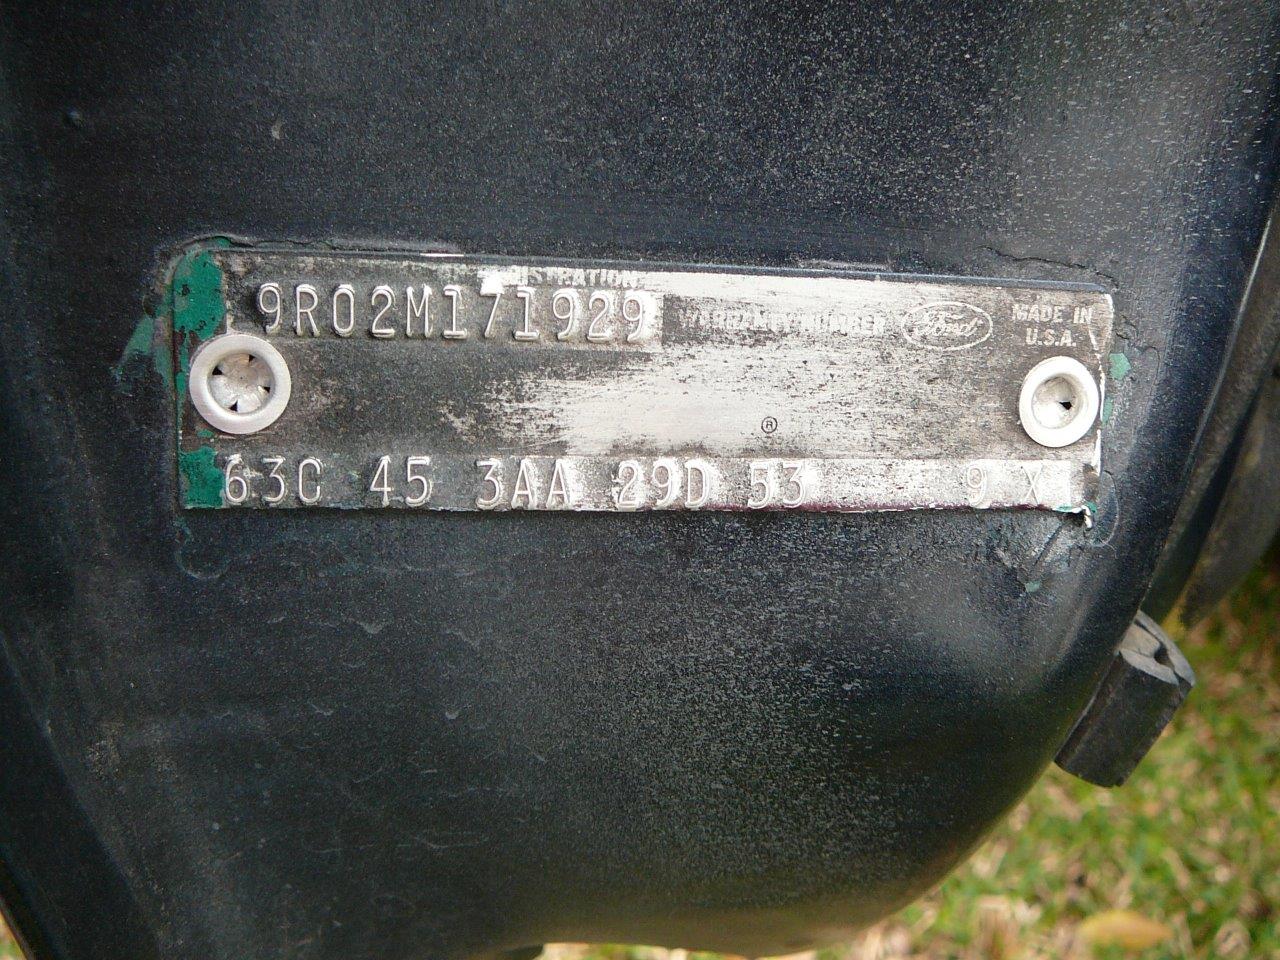 9R02M171929
WARRANTY NUMBER
Ford
MADE IN
U.S.A.
®
63C 45 3AA 29D 53 9 X